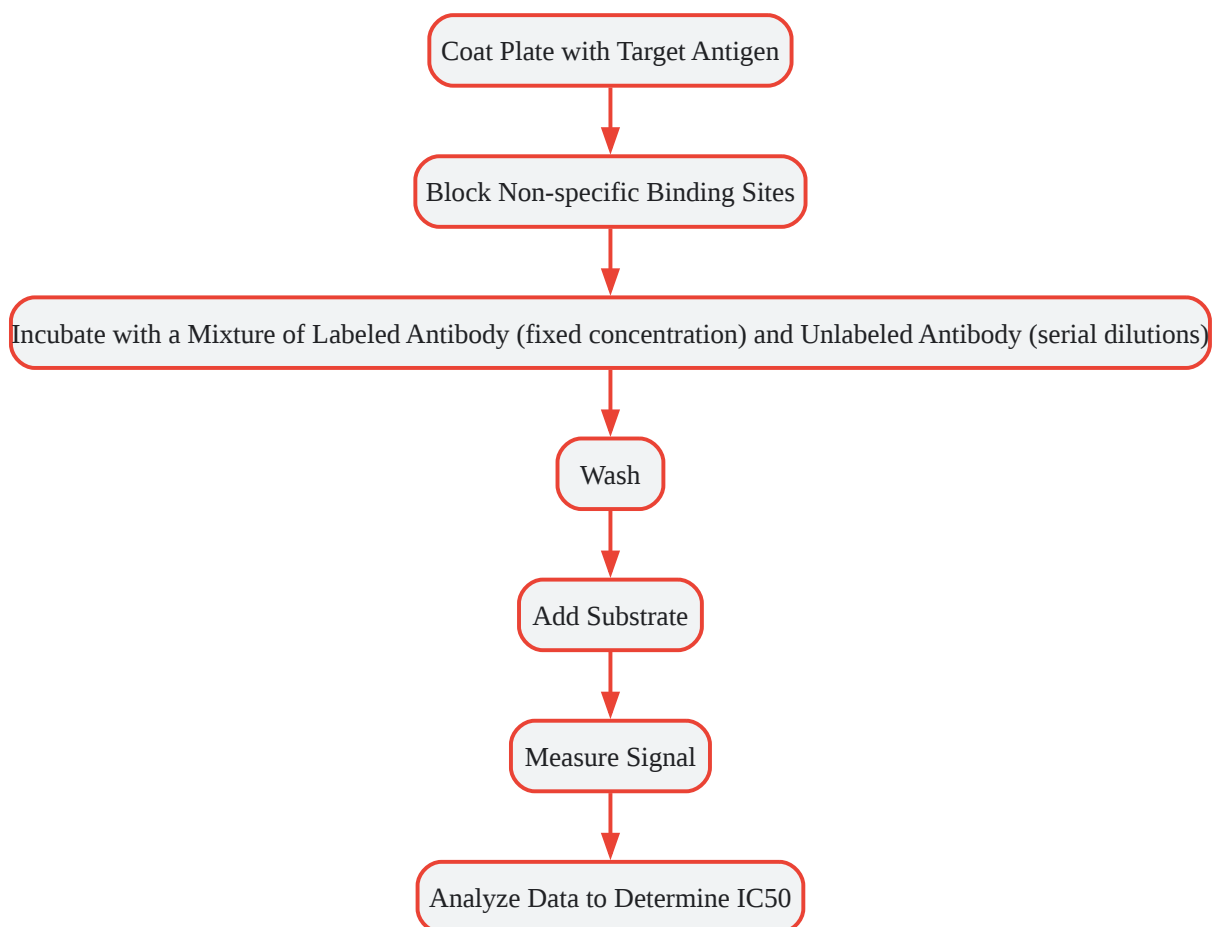 Coat Plate with Target Antigen
Block Non-specific Binding Sites
Incubate with a Mixture of Labeled Antibody (fixed concentration) and Unlabeled Antibody (serial dilutions)
Wash
Add Substrate
Measure Signal
Analyze Data to Determine IC50